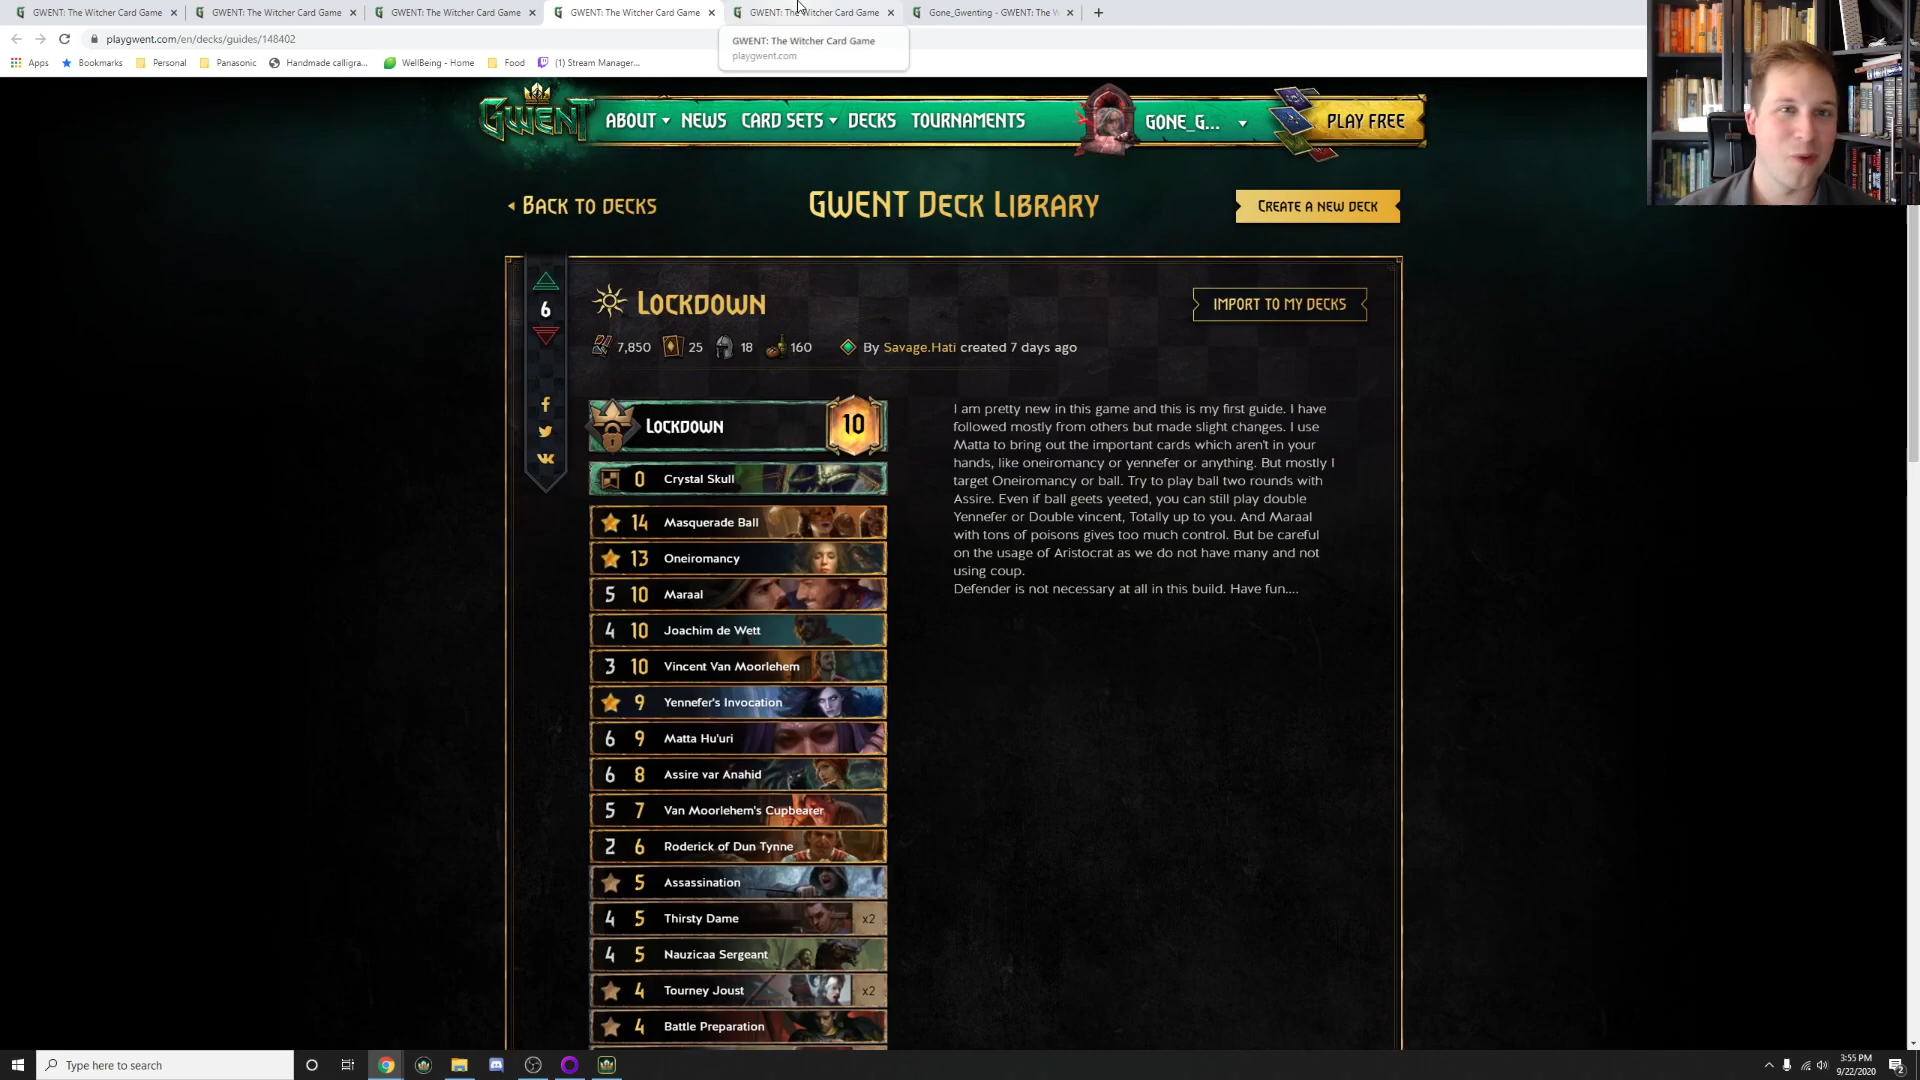 GWENT: The Witcher Card Game
GWENT: The Witcher Card Game
GWENT: The Witcher Card Game
GWENT: The Witcher Card Game
GWENT: The Witcher Card Game
Gone_Gwenting - GWENT: The W
playgwent.com/en/decks/guides/148402
GWENT: The Witcher Card Game
playgwent.com
Apps
Bookmarks
Personal
Panasonic
Handmade calligra...
WellBeing - Home
Food
(1) Stream Manager...
GWENT
ABOUT
NEWS
CARD SETS
DECKS
TOURNAMENTS
GONE_G...
PLAY FREE
BACK TO DECKS
GWENT DECK LIBRARY
CREATE A NEW DECK
6
LOCKDOWN
IMPORT TO MY DECKS
7,850 25 18 160 By Savage.Hati created 7 days ago
LOCKDOWN 10
0 Crystal Skull
14 Masquerade Ball
13 Oneiromancy
5 10 Maraal
4 10 Joachim de Wett
3 10 Vincent Van Moorlehem
9 Yennefer's Invocation
6 9 Matta Hu'uri
6 8 Assire var Anahid
5 7 Van Moorlehem's Cupbearer
2 6 Roderick of Dun Tynne
5 Assassination
4 5 Thirsty Dame x2
4 5 Nauzicaa Sergeant
4 Tourney Joust x2
4 Battle Preparation
I am pretty new in this game and this is my first guide. I have
followed mostly from others but made slight changes. I use
Matta to bring out the important cards which aren't in your
hands, like oneiromancy or yennefer or anything. But mostly I
target Oneiromancy or ball. Try to play ball two rounds with
Assire. Even if ball geets yeeted, you can still play double
Yennefer or Double vincent, Totally up to you. And Maraal
with tons of poisons gives too much control. But be careful
on the usage of Aristocrat as we do not have many and not
using coup.
Defender is not necessary at all in this build. Have fun....
Type here to search
3:55 PM
9/22/2020
2